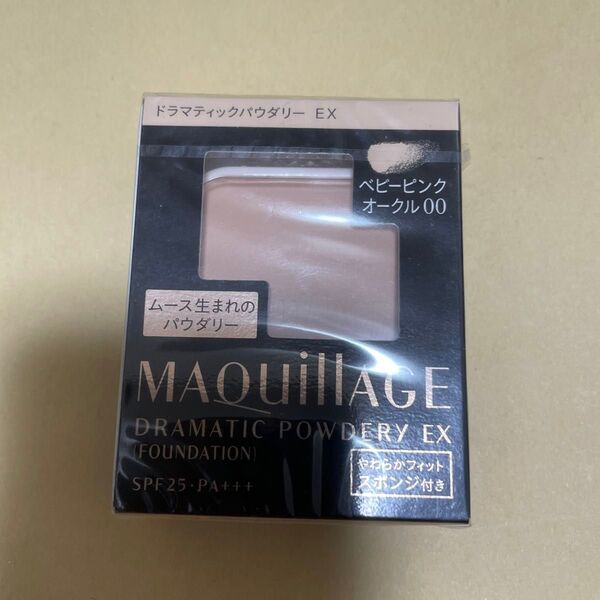 ドラマティックパウダリー EX
ベビーピンク
オークル 00
ムース生まれの
パウダリー
MAQuillAGE
DRAMATIC POWDERY EX
(FOUNDATION)
やわらかフィット
スポンジ付き
SPF25・PA+++